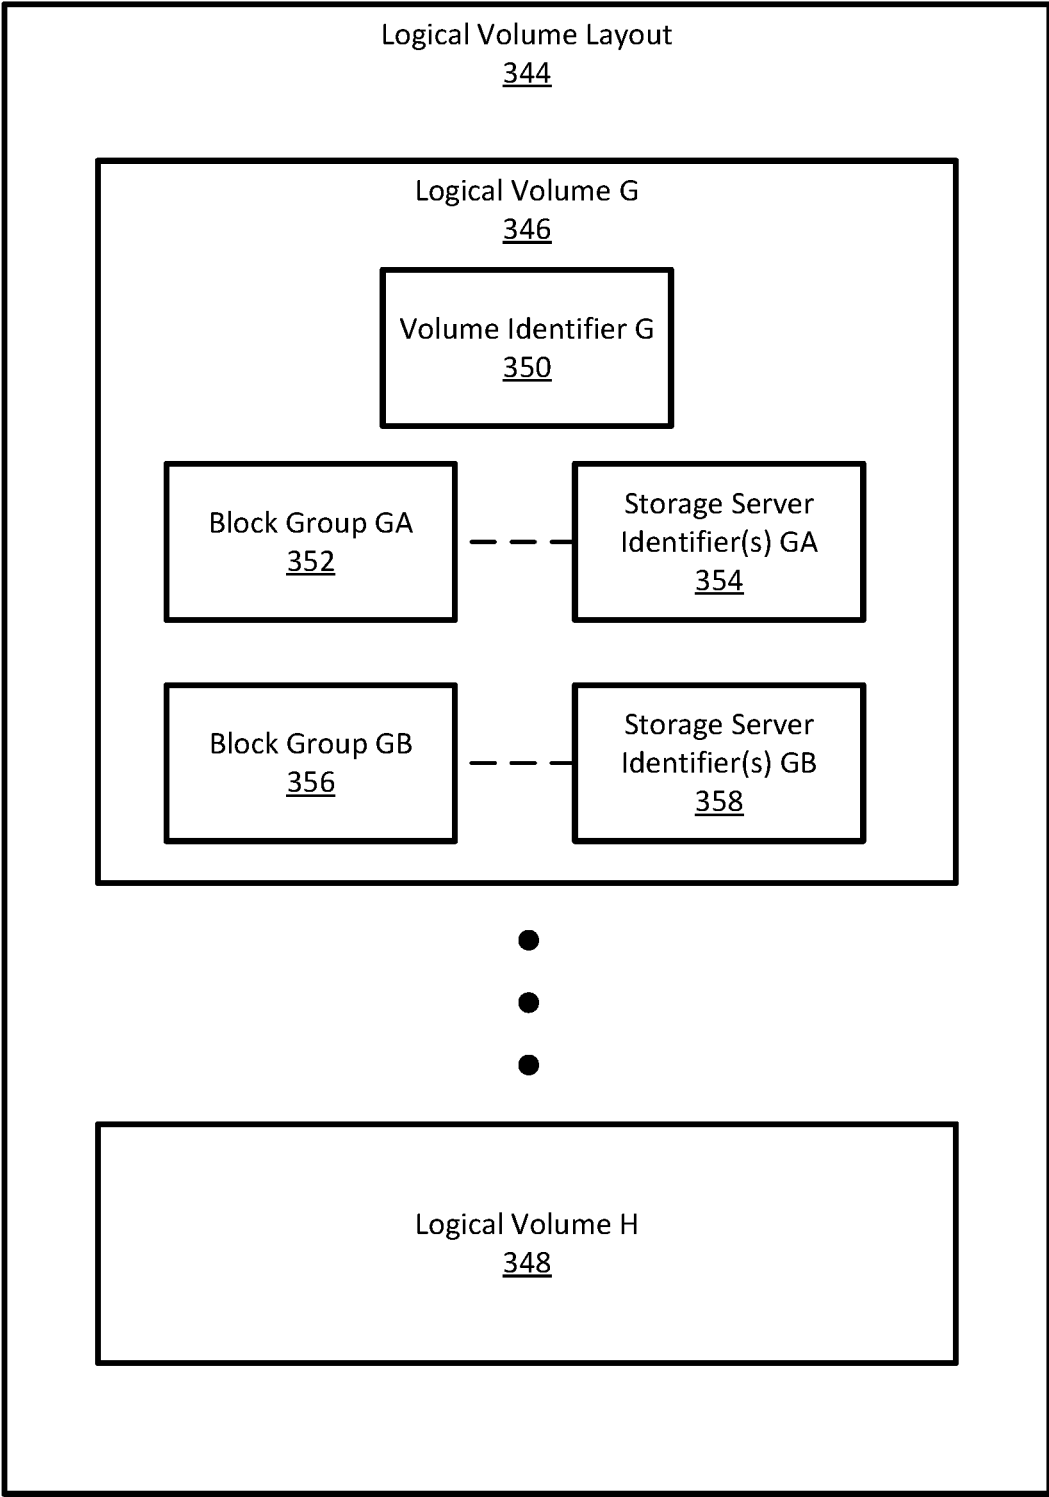 Logical Volume Layout
344
Logical Volume G
346
Volume Identifier G
350
Block Group GA
352
Storage Server
Identifier(s) GA
354
Block Group GB
356
Storage Server
Identifier(s) GB
358
Logical Volume H
348